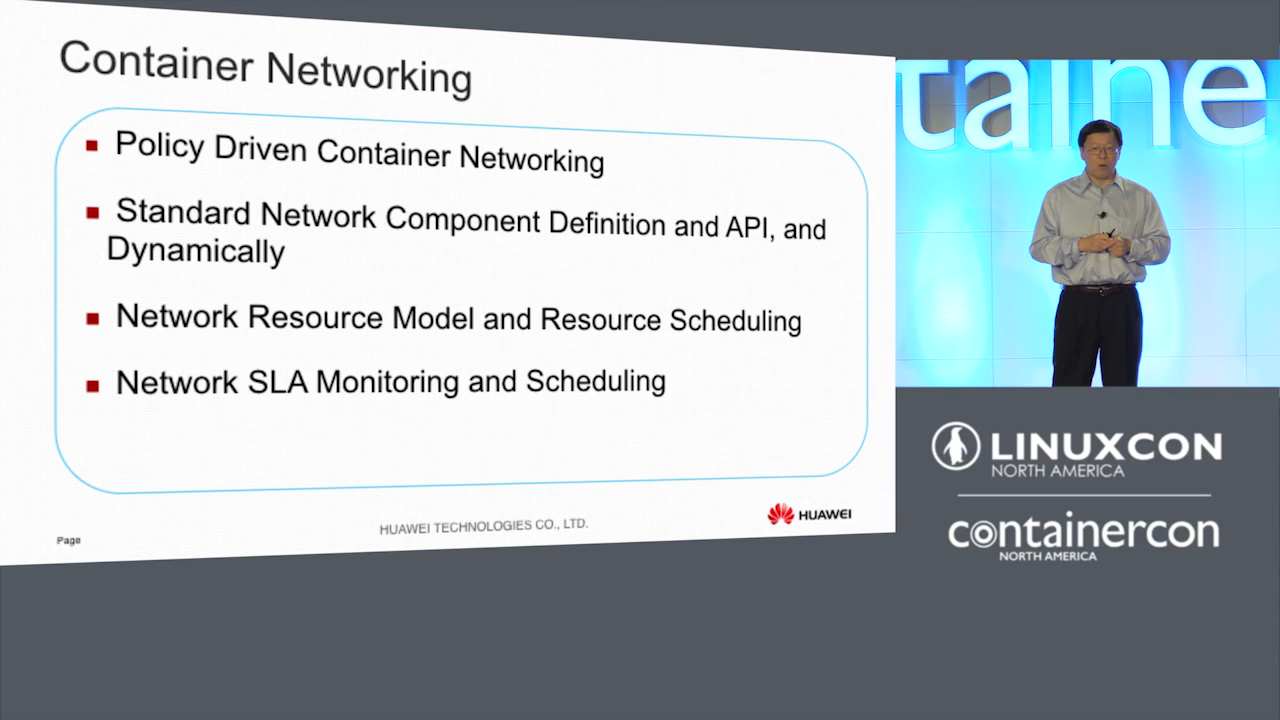 Container Networking
Policy Driven Container Networking
Standard Network Component Definition and API, and
Dynamically
Network Resource Model and Resource Scheduling
Network SLA Monitoring and Scheduling
HUAWEI TECHNOLOGIES CO., LTD.
HUAWEI
Page
taine
LINUXCON
NORTH AMERICA
containercon
NORTH AMERICA